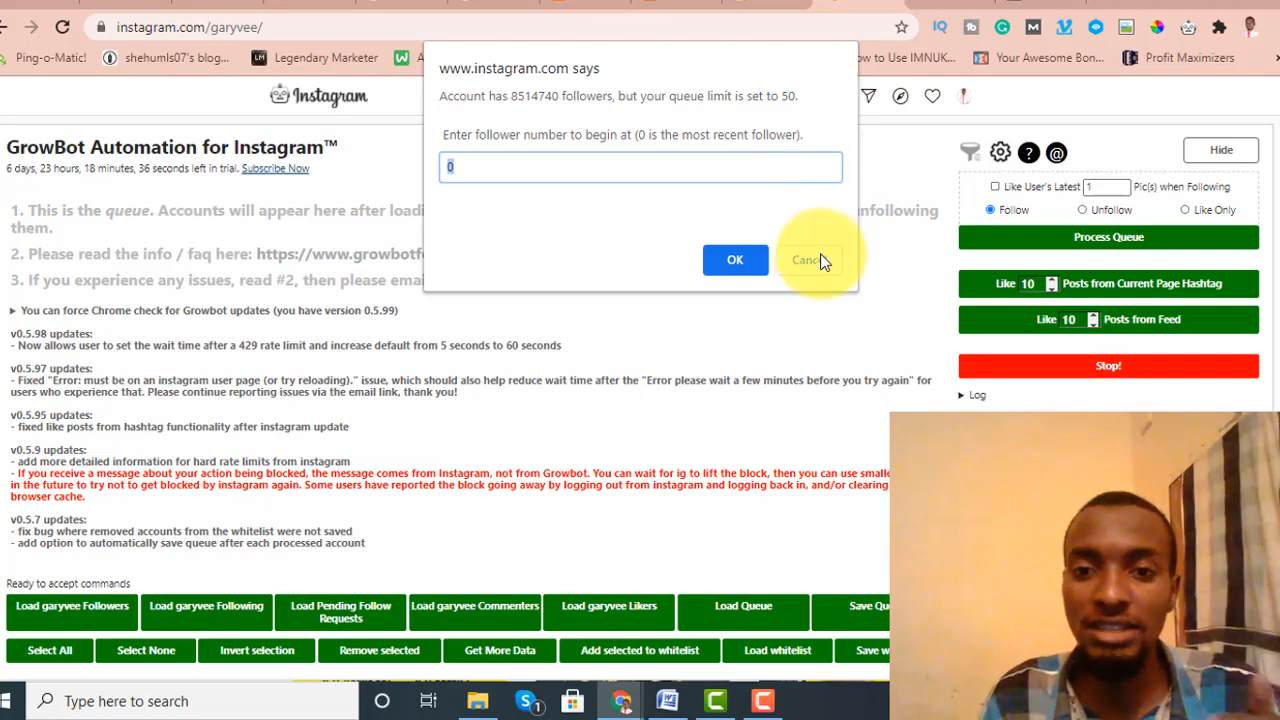 instagram.com/garyvee/
Ping-o-Matic!
shehumls07's blog...
Legendary Marketer
How to Use IMNUK...
Your Awesome Bon...
Profit Maximizers
www.instagram.com says
Account has 8514740 followers, but your queue limit is set to 50.
Enter follower number to begin at (0 is the most recent follower).
0
OK
Instagram
GrowBot Automation for Instagram™
6 days, 23 hours, 18 minutes, 36 seconds left in trial. Subscribe Now
Hide
Like User's Latest 1 Pic(s) when Following
Follow
Unfollow
Like Only
Process Queue
Like 10 Posts from Current Page Hashtag
Like 10 Posts from Feed
Stop!
Log
1. This is the queue. Accounts will appear here after
them.
2. Please read the info / faq here:
3. If you experience any issues, read #2, then please
You can force Chrome check for Growbot updates (you have version 0.5.99)
v0.5.98 updates:
- Now allows user to set the wait time after a 429 rate limit and increase default from 5 seconds to 60 seconds
v0.5.97 updates:
- Fixed "Error: must be on an instagram user page (or try reloading)." issue, which should also help reduce wait time after the "Error please wait a few minutes before you try again" for
users who experience that. Please continue reporting issues via the email link, thank you!
v0.5.95 updates:
- fixed like posts from hashtag functionality after instagram update
v0.5.9 updates:
- add more detailed information for hard rate limits from instagram
- If you receive a message about your action being blocked, the message comes from Instagram, not from Growbot. You can wait for ig to lift the block, then you can use
in the future to try not to get blocked by instagram again. Some users have reported the block going away by logging out from instagram and logging back in, and/or clearing
browser cache.
v0.5.7 updates:
- fix bug where removed accounts from the whitelist were not saved
- add option to automatically save queue after each processed account
Ready to accept commands
Load garyvee Followers
Load garyvee Following
Load Pending Follow
Requests
Load garyvee Commenters
Load garyvee Likers
Load Queue
Save
Select All
Select None
Invert selection
Remove selected
Get More Data
Add selected to whitelist
Load whitelist
Save
Type here to search